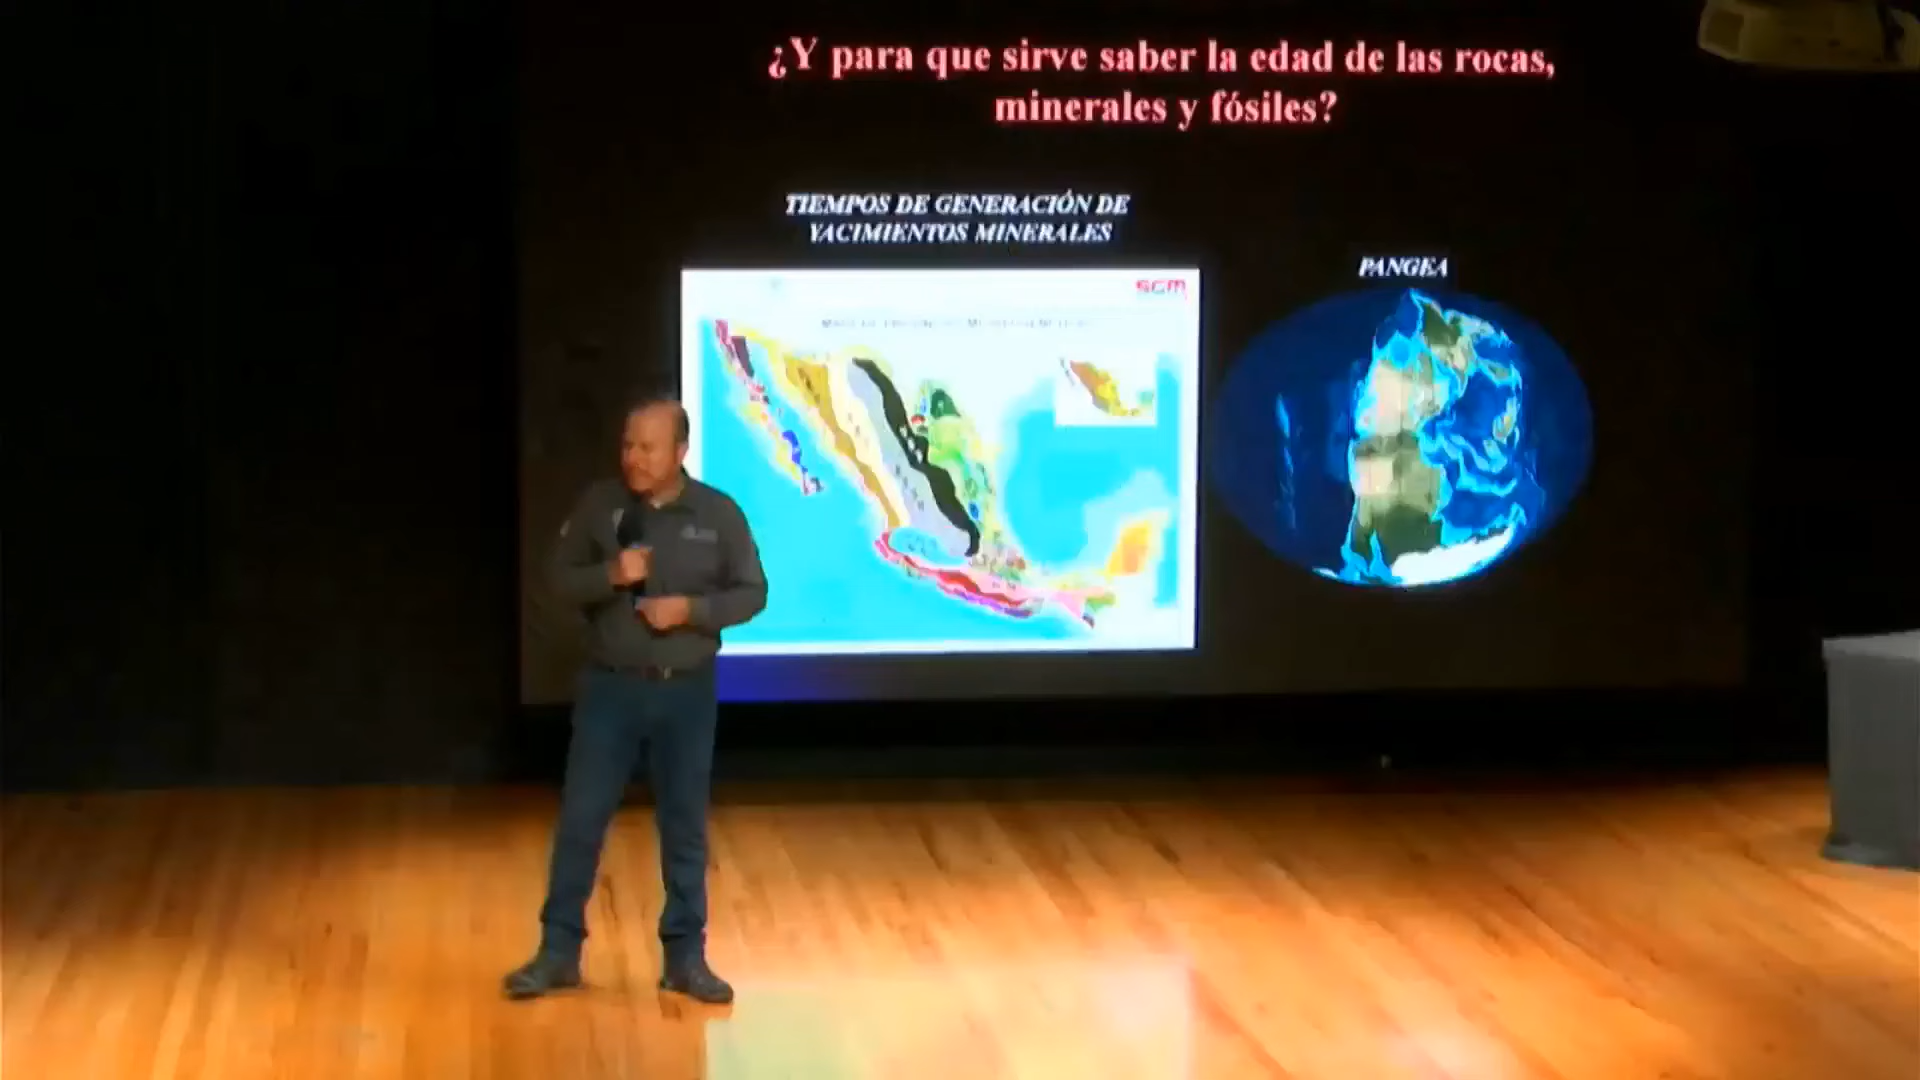 ¿Y para que sirve saber la edad de las rocas,
minerales y fósiles?
TIEMPOS DE GENERACIÓN DE
YACIMIENTOS MINERALES
PANGEA
SGM